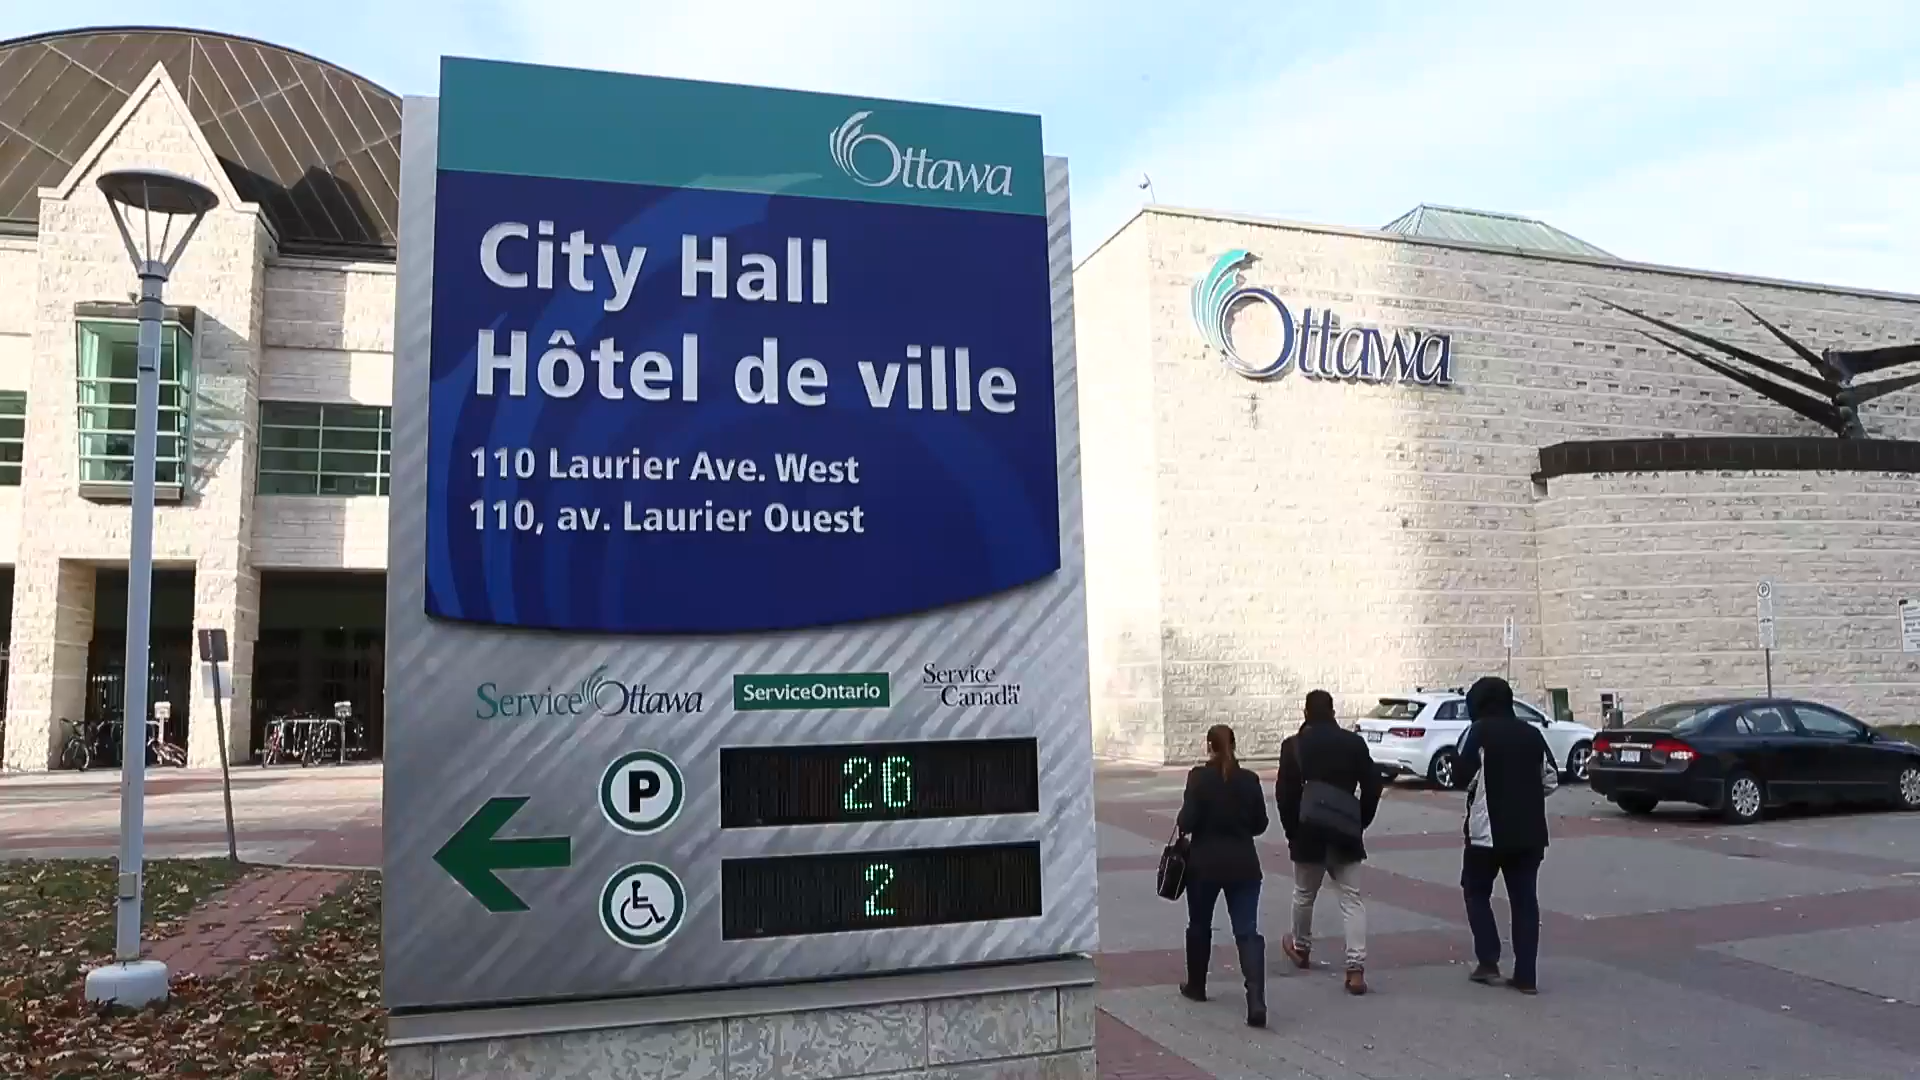 Ottawa
City Hall
Hôtel de ville
110 Laurier Ave. West
110, av. Laurier Ouest
ServiceOttawa ServiceOntario Service Canada
P 26
2
Ottawa